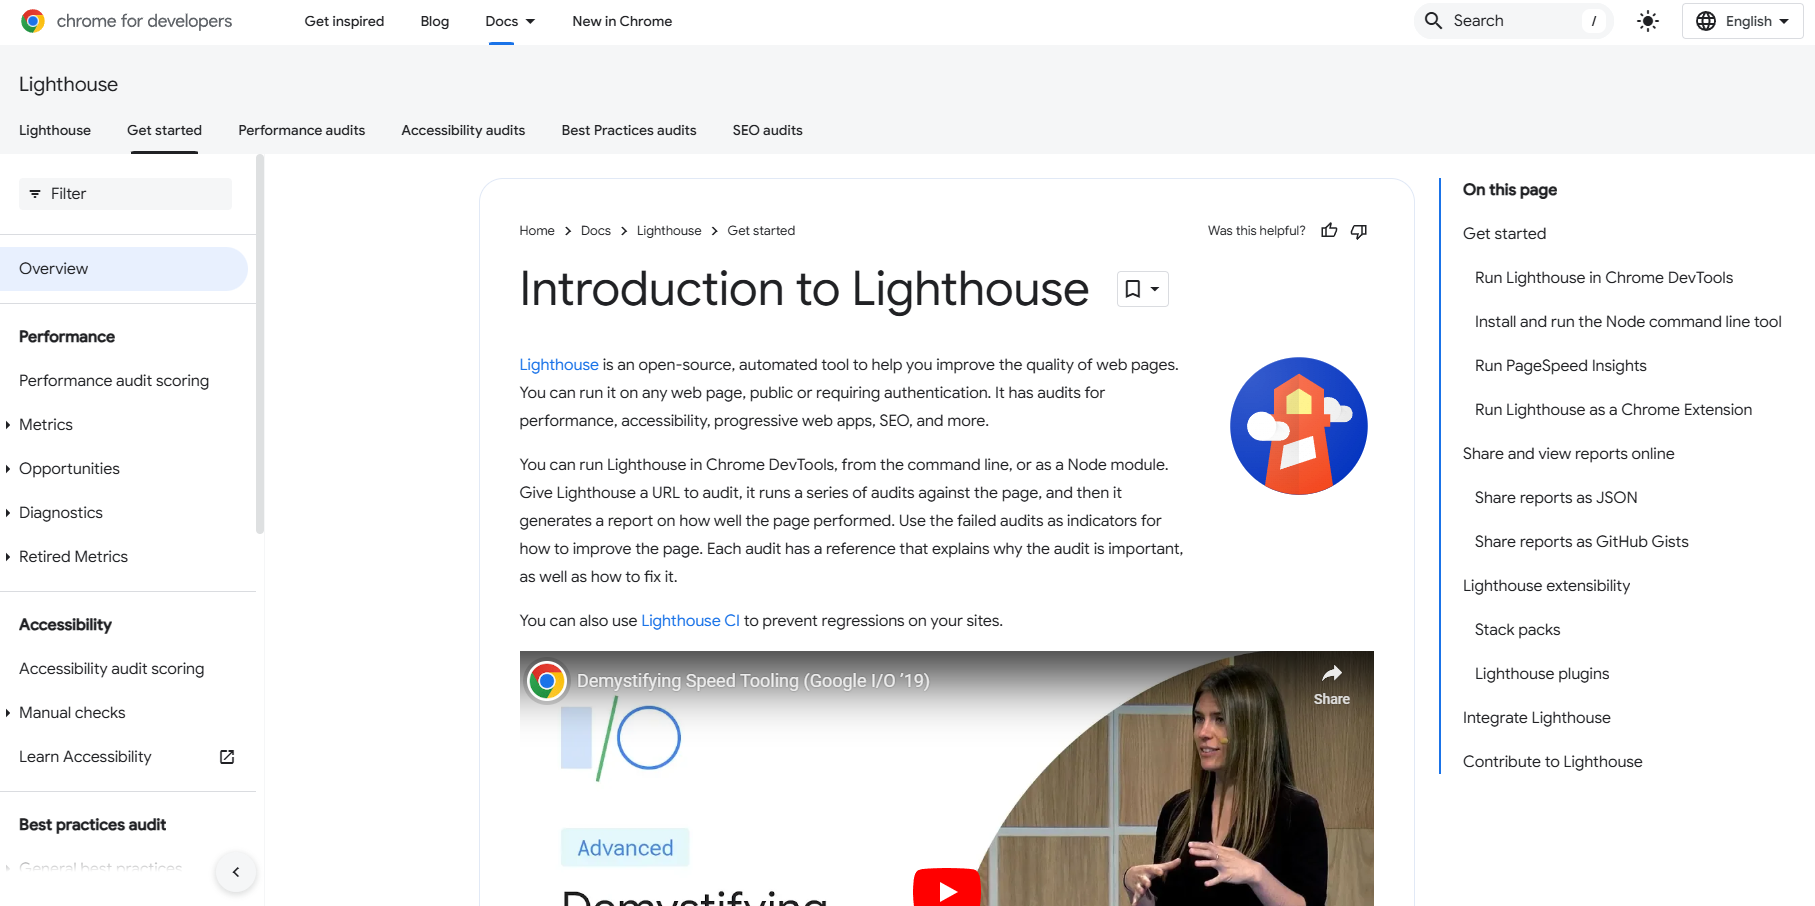 chrome for developers
Get inspired
Blog
Docs
New in Chrome
Search
/
English
Lighthouse
Lighthouse
Get started
Performance audits
Accessibility audits
Best Practices audits
SEO audits
Filter
Overview
Performance
Performance audit scoring
Metrics
Opportunities
Diagnostics
Retired Metrics
Accessibility
Accessibility audit scoring
Manual checks
Learn Accessibility
Best practices audit
General best practices
Home > Docs > Lighthouse > Get started
Was this helpful?
Introduction to Lighthouse
Lighthouse is an open-source, automated tool to help you improve the quality of web pages.
You can run it on any web page, public or requiring authentication. It has audits for
performance, accessibility, progressive web apps, SEO, and more.
You can run Lighthouse in Chrome DevTools, from the command line, or as a Node module.
Give Lighthouse a URL to audit, it runs a series of audits against the page, and then it
generates a report on how well the page performed. Use the failed audits as indicators for
how to improve the page. Each audit has a reference that explains why the audit is important,
as well as how to fix it.
You can also use Lighthouse CI to prevent regressions on your sites.
Demystifying Speed Tooling (Google I/O '19)
Share
I/O
Advanced
Demystifying
On this page
Get started
Run Lighthouse in Chrome DevTools
Install and run the Node command line tool
Run PageSpeed Insights
Run Lighthouse as a Chrome Extension
Share and view reports online
Share reports as JSON
Share reports as GitHub Gists
Lighthouse extensibility
Stack packs
Lighthouse plugins
Integrate Lighthouse
Contribute to Lighthouse